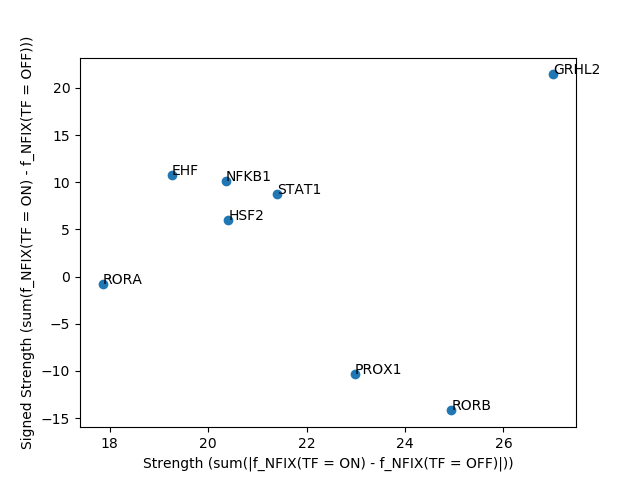 Signed Strength (sum(f_NFIX(TF = ON) - f_NFIX(TF = OFF)))
20
15
10
5
0
−5
−10
−15
GRHL2
EHF
NFKB1
STAT1
HSF2
RORA
PROX1
RORB
18
20
22
24
26
Strength (sum(|f_NFIX(TF = ON) - f_NFIX(TF = OFF)|))